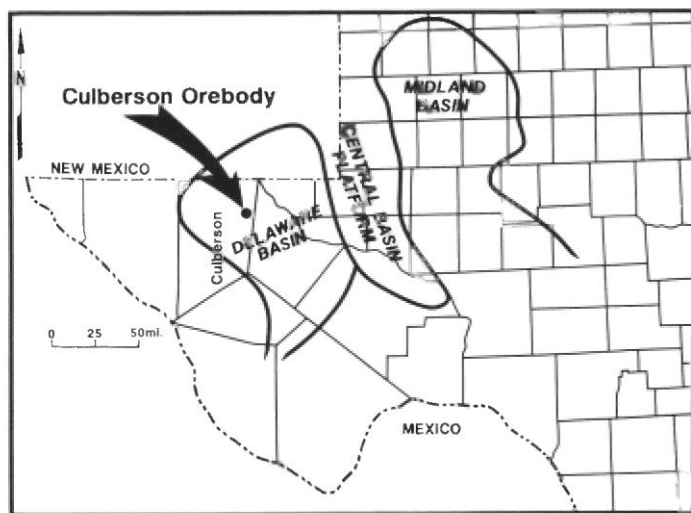 N
Culberson Orebody
MIDLAND
BASIN
CENTRAL BASIN
PLATFORM
NEW MEXICO
Culberson
DELAWARE
BASIN
0 25 50mi.
MEXICO